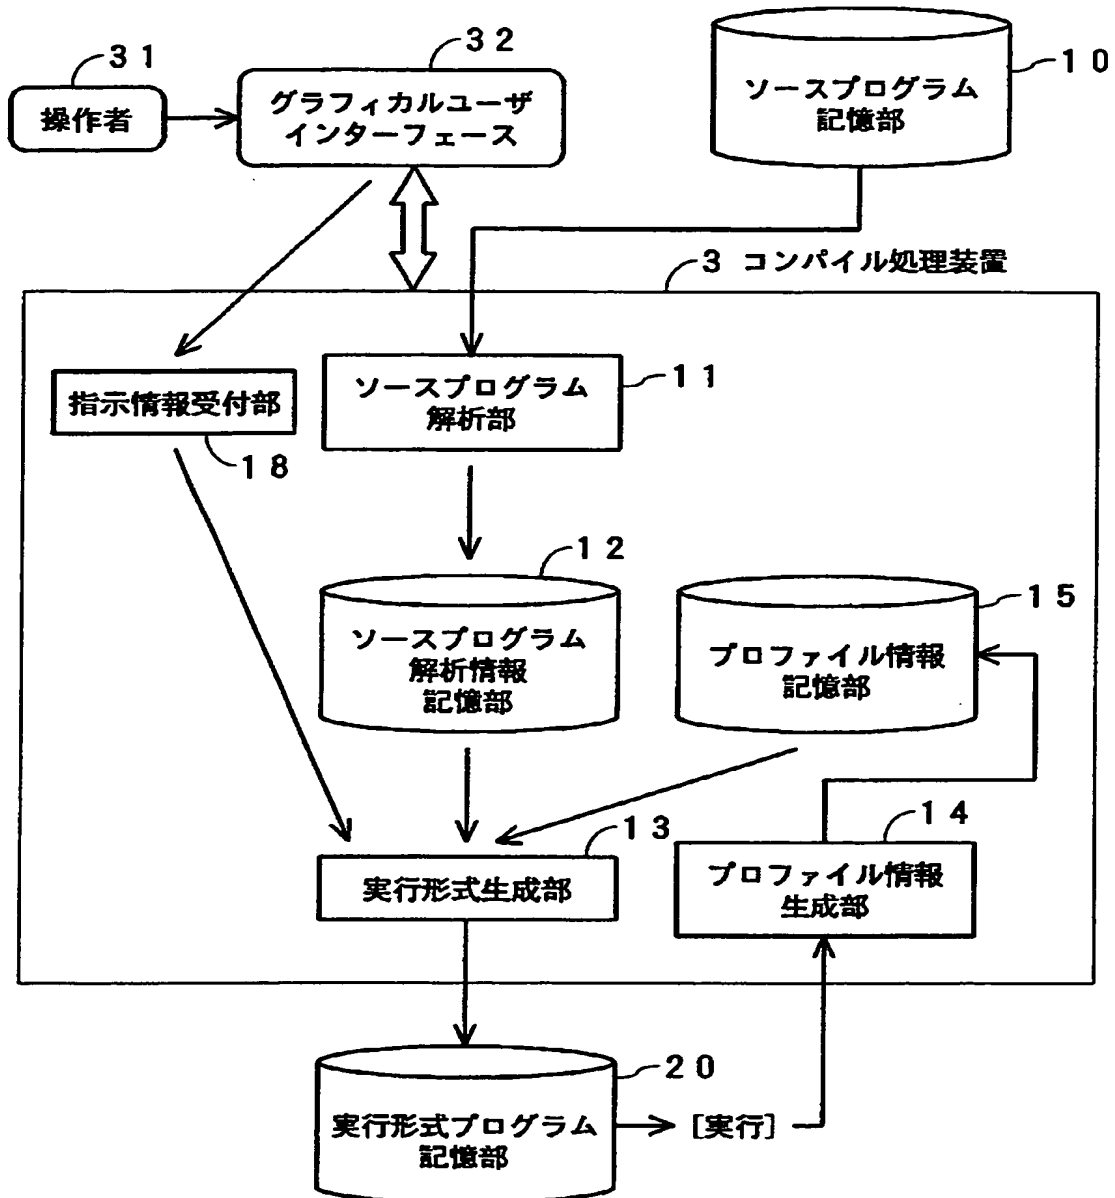 ３１
３２
１０
操作者
グラフィカルユーザ
インターフェース
ソースプログラム
記憶部
３ コンパイル処理装置
指示情報受付部
１８
ソースプログラム
解析部
１１
１２
１５
ソースプログラム
解析情報
記憶部
プロファイル情報
記憶部
１３
１４
実行形式生成部
プロファイル情報
生成部
２０
実行形式プログラム
記憶部
[実行]